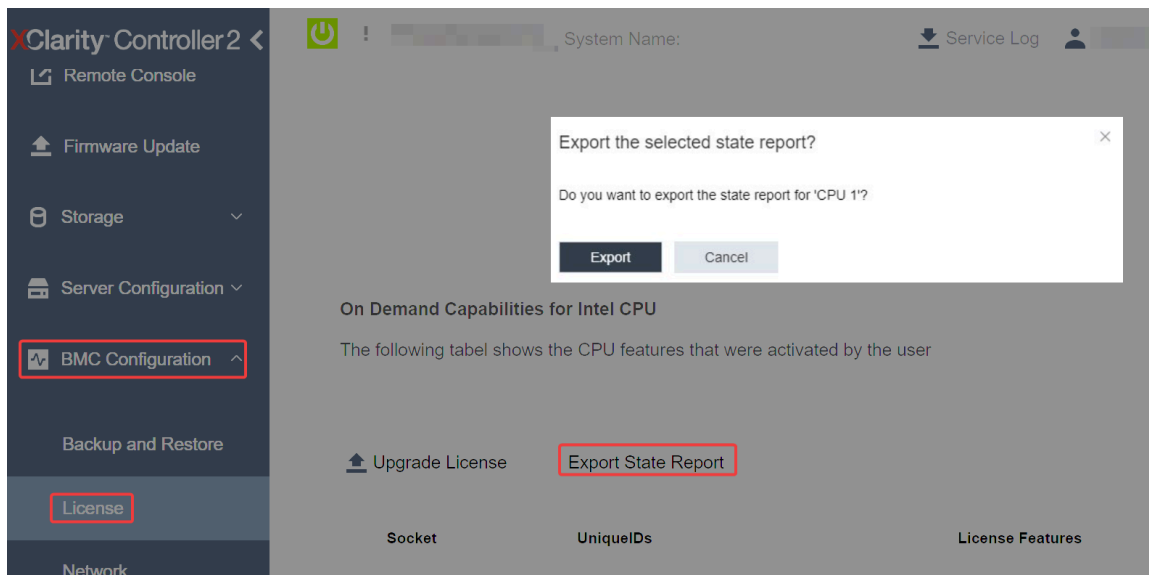 XClarity Controller 2
System Name:
Service Log
Remote Console
Firmware Update
Export the selected state report?
Do you want to export the state report for 'CPU 1'?
Storage
Export
Cancel
Server Configuration
On Demand Capabilities for Intel CPU
The following tabel shows the CPU features that were activated by the user
BMC Configuration
Backup and Restore
Upgrade License
Export State Report
License
Socket
UniqueIDs
License Features
Network